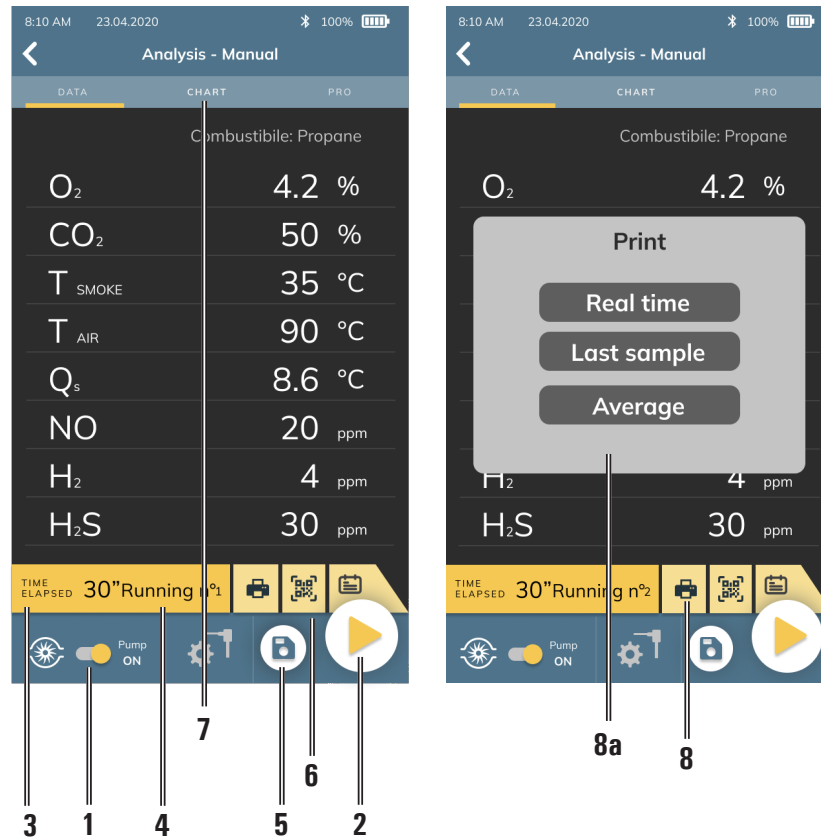 8:10 AM 23.04.2020 100%
Analysis - Manual
DATA CHART PRO
Combustibile: Propane
O₂ 4.2 %
CO₂ 50 %
T SMOKE 35 °C
T AIR 90 °C
Qs 8.6 °C
NO 20 ppm
H₂ 4 ppm
H₂S 30 ppm
TIME ELAPSED 30” Running n°1
Pump ON
7
6
3 1 4 5 2
8:10 AM 23.04.2020 100%
Analysis - Manual
DATA CHART PRO
Combustibile: Propane
O₂ 4.2 %
Print
Real time
Last sample
Average
H₂ 4 ppm
H₂S 30 ppm
TIME ELAPSED 30” Running n°2
Pump ON
8a 8